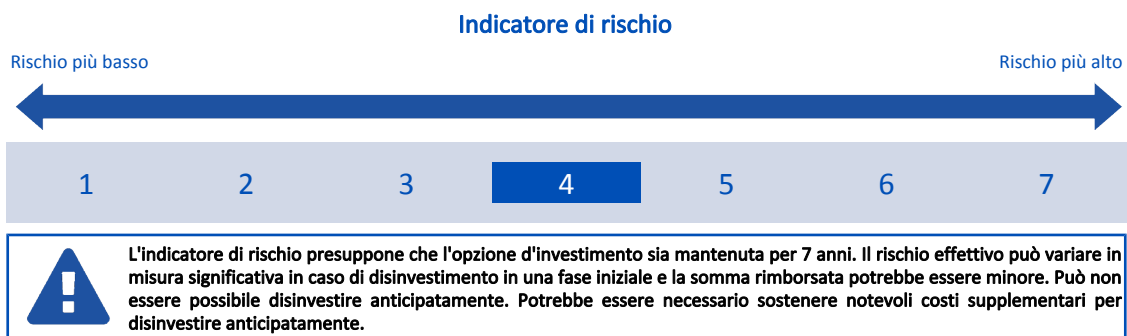 Indicatore di rischio
Rischio più basso
Rischio più alto
1 2 3 4 5 6 7
L'indicatore di rischio presuppone che l'opzione d'investimento sia mantenuta per 7 anni. Il rischio effettivo può variare in
misura significativa in caso di disinvestimento in una fase iniziale e la somma rimborsata potrebbe essere minore. Può non
essere possibile disinvestire anticipatamente. Potrebbe essere necessario sostenere notevoli costi supplementari per
disinvestire anticipatamente.